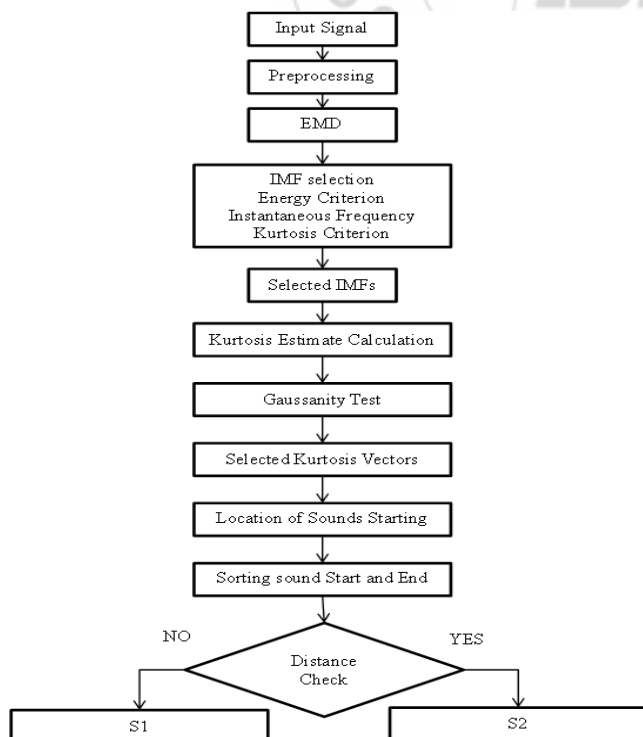 Input Signal
Preprocessing
EMD
IMF selection
Energy Criterion
Instantaneous Frequency
Kurtosis Criterion
Selected IMFs
Kurtosis Estimate Calculation
Gaussanity Test
Selected Kurtosis Vectors
Location of Sounds Starting
Sorting sound Start and End
NO
YES
Distance
Check
S1
S2